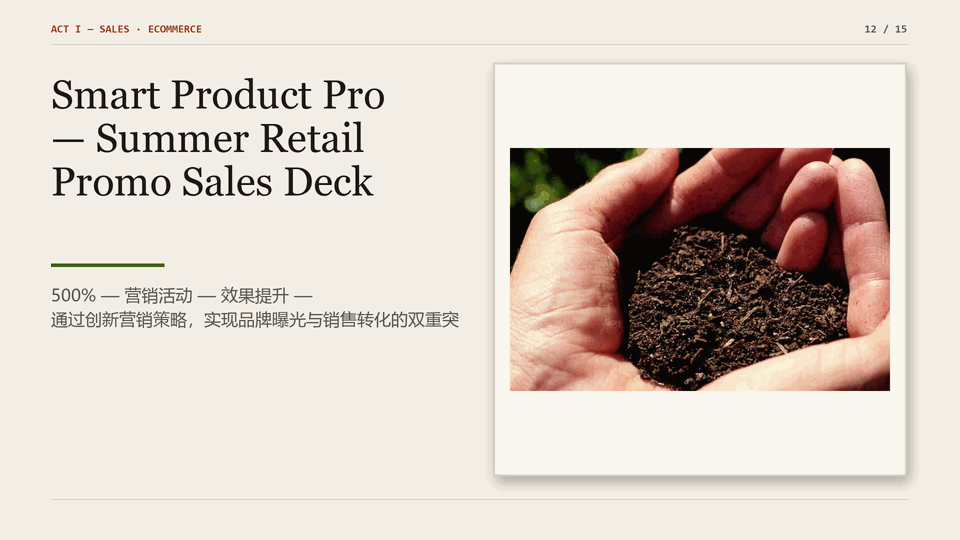 ACT I — SALES · ECOMMERCE
12 / 15
Smart Product Pro
— Summer Retail
Promo Sales Deck
500% — 营销活动 — 效果提升 —
通过创新营销策略，实现品牌曝光与销售转化的双重突